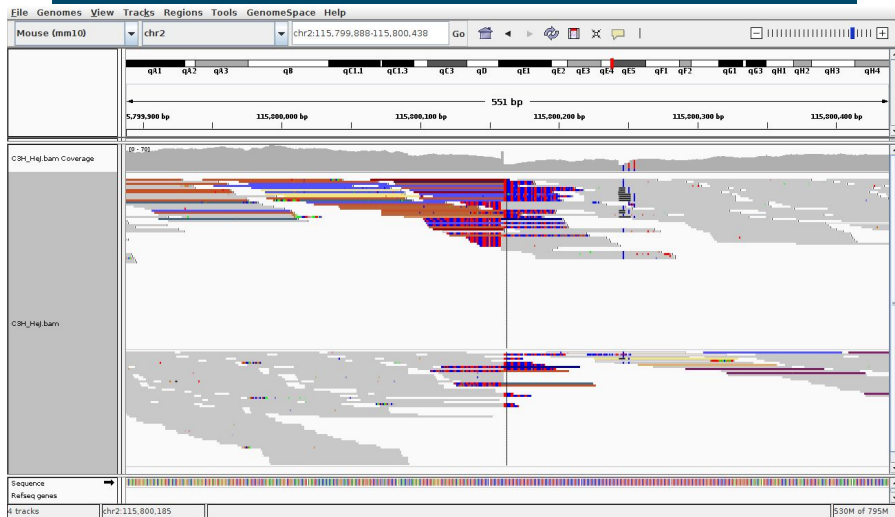 File Genomes View Tracks Regions Tools GenomeSpace Help
Mouse (mm10) chr2 chr2:115,799,888-115,800,438 Go
qA1 qA2 qA3 qB qC1.1 qC1.3 qC3 qD qE1 qE2 qE3 qE4 qE5 qF1 qF2 qG1 qG3 qH1 qH2 qH3 qH4
551 bp
5,799,900 bp 115,800,000 bp 115,800,100 bp 115,800,200 bp 115,800,300 bp 115,800,400 bp
[0 - 70]
C3H_HeJ.bam Coverage
C3H_HeJ.bam
Sequence
Refseq genes
4 tracks chr2:115,800,185 530M of 795M